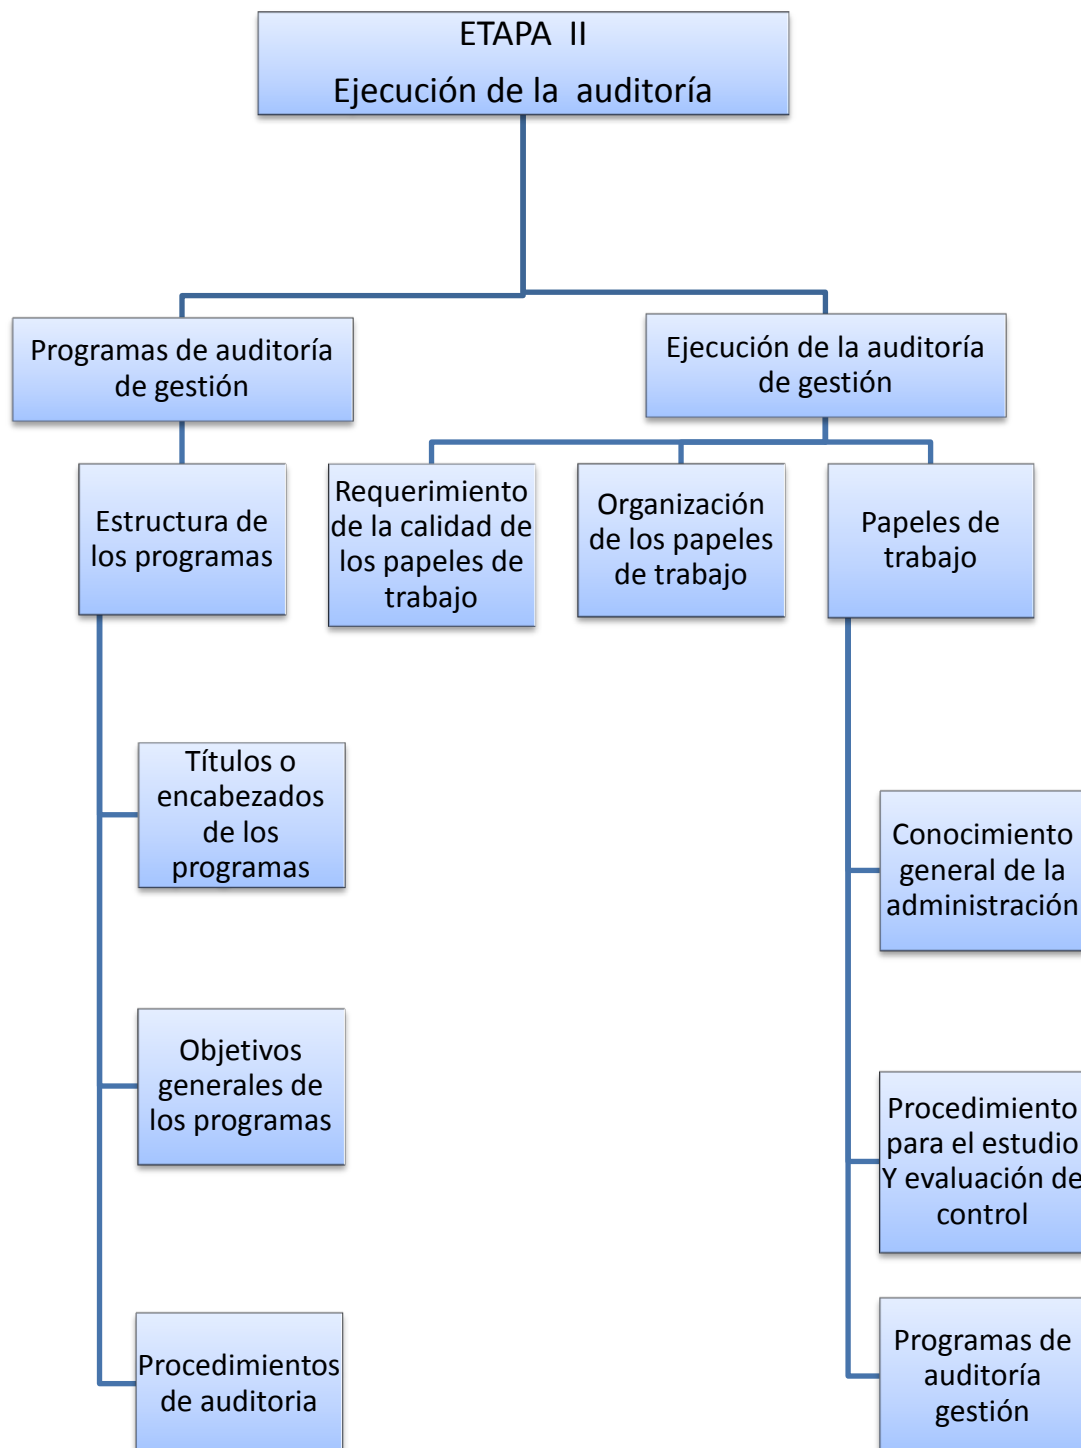 ETAPA II
Ejecución de la auditoría
Programas de auditoría
de gestión
Ejecución de la auditoría
de gestión
Estructura de
los programas
Requerimiento
de la calidad de
los papeles de
trabajo
Organización
de los papeles
de trabajo
Papeles de
trabajo
Títulos o
encabezados
de los
programas
Conocimiento
general de la
administración
Objetivos
generales de
los programas
Procedimiento
para el estudio
Y evaluación de
control
Procedimientos
de auditoria
Programas de
auditoría
gestión